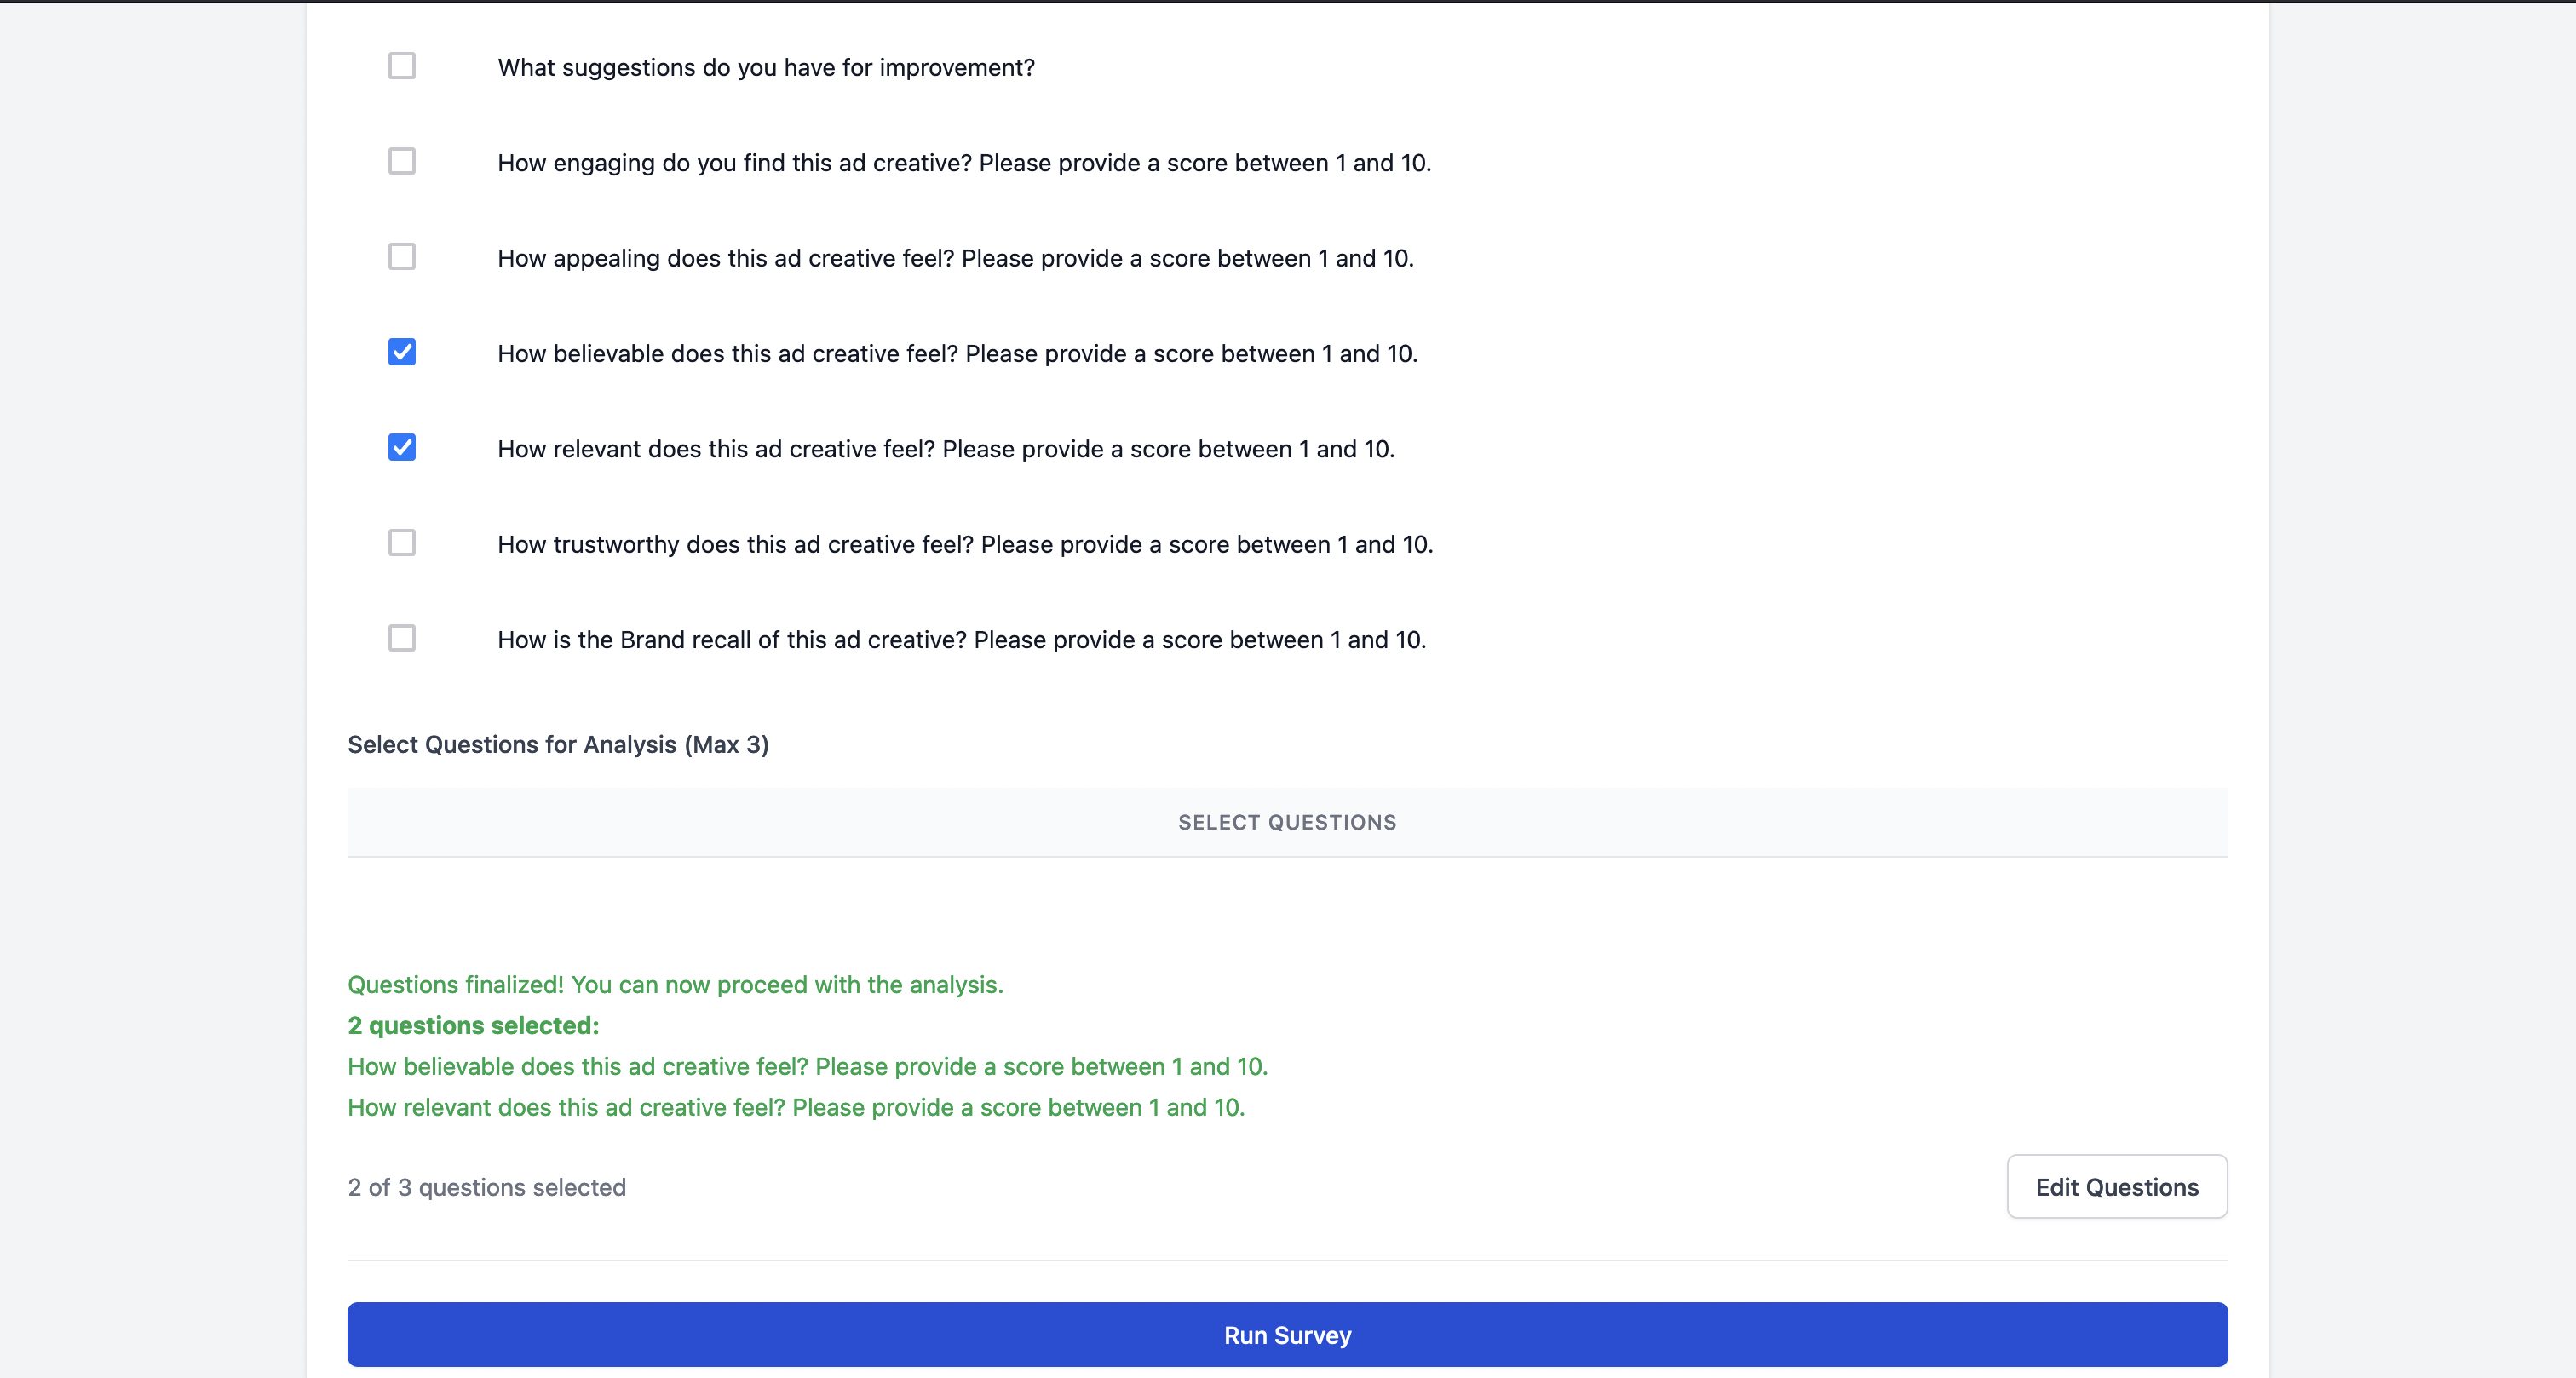 What suggestions do you have for improvement?
How engaging do you find this ad creative? Please provide a score between 1 and 10.
How appealing does this ad creative feel? Please provide a score between 1 and 10.
How believable does this ad creative feel? Please provide a score between 1 and 10.
How relevant does this ad creative feel? Please provide a score between 1 and 10.
How trustworthy does this ad creative feel? Please provide a score between 1 and 10.
How is the Brand recall of this ad creative? Please provide a score between 1 and 10.
Select Questions for Analysis (Max 3)
SELECT QUESTIONS
Questions finalized! You can now proceed with the analysis.
2 questions selected:
How believable does this ad creative feel? Please provide a score between 1 and 10.
How relevant does this ad creative feel? Please provide a score between 1 and 10.
2 of 3 questions selected
Edit Questions
Run Survey